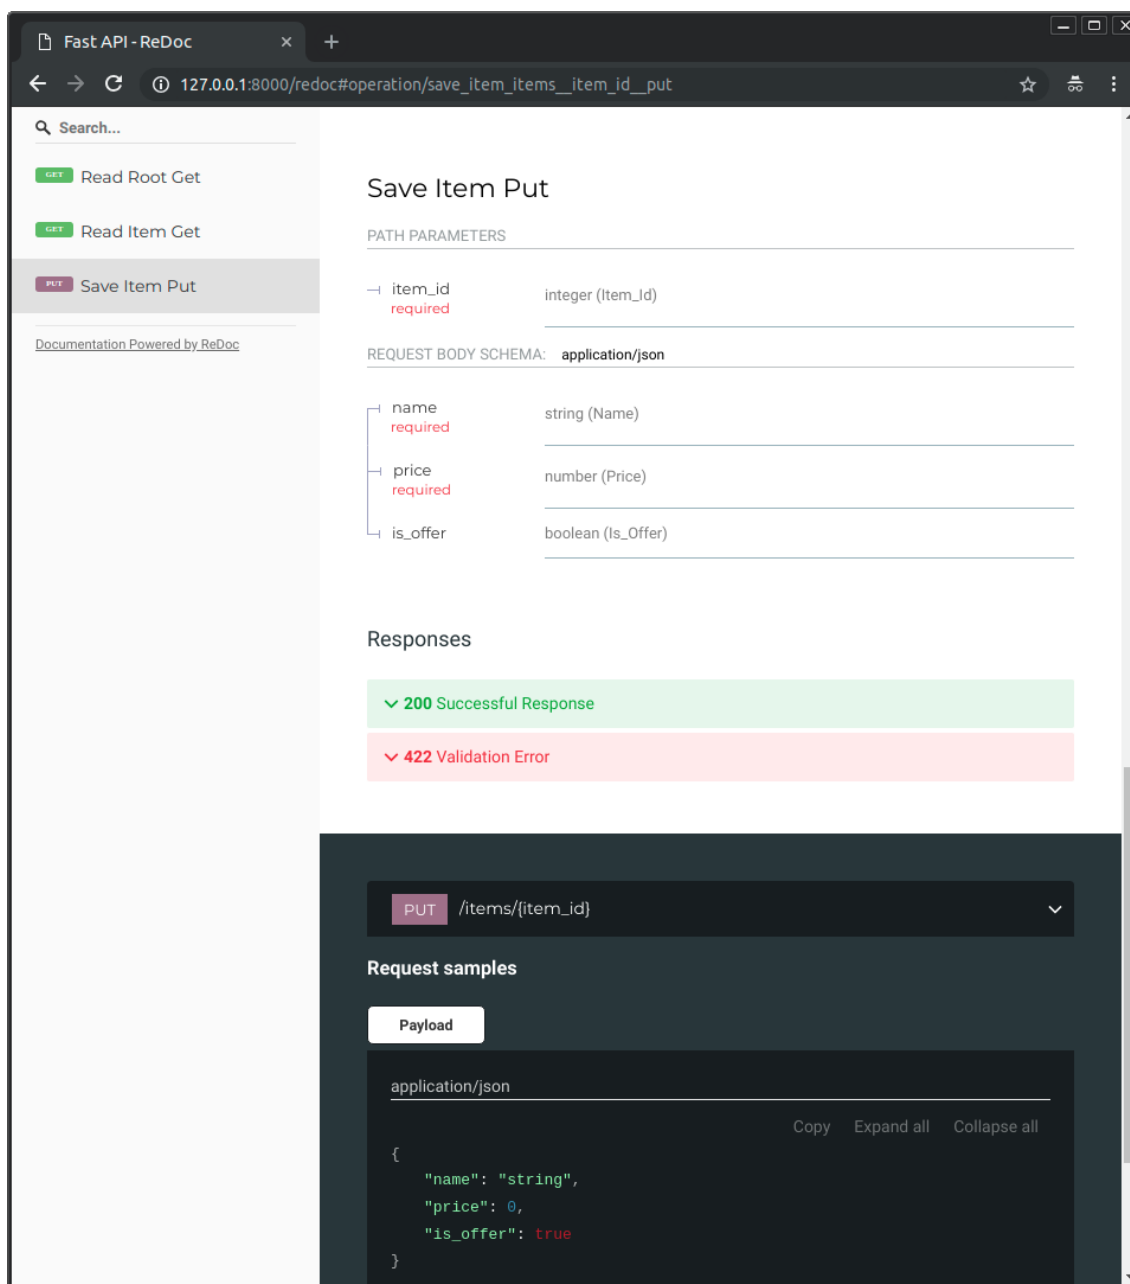 Fast API - ReDoc
127.0.0.1:8000/redoc#operation/save_item_items__item_id__put
Search...
GET Read Root Get
GET Read Item Get
PUT Save Item Put
Documentation Powered by ReDoc
Save Item Put
PATH PARAMETERS
item_id integer (Item_Id)
required
REQUEST BODY SCHEMA: application/json
name string (Name)
required
price number (Price)
required
is_offer boolean (Is_Offer)
Responses
200 Successful Response
422 Validation Error
PUT /items/{item_id}
Request samples
Payload
application/json
Copy Expand all Collapse all
{
"name": "string",
"price": 0,
"is_offer": true
}